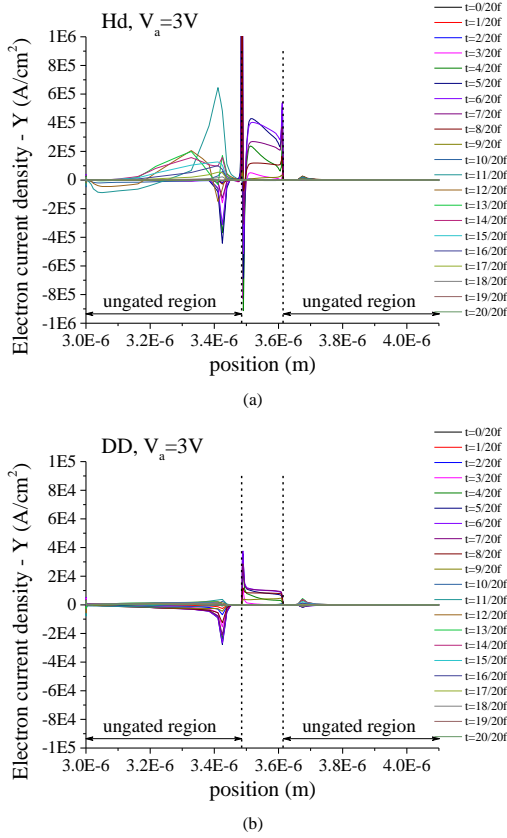 Hd, Va=3V
Electron current density - Y (A/cm2)
1E6
8E5
6E5
4E5
2E5
0
-2E5
-4E5
-6E5
-8E5
-1E6
ungated region
ungated region
3.0E-6 3.2E-6 3.4E-6 3.6E-6 3.8E-6 4.0E-6
position (m)
t=0/20f
t=1/20f
t=2/20f
t=3/20f
t=4/20f
t=5/20f
t=6/20f
t=7/20f
t=8/20f
t=9/20f
t=10/20f
t=11/20f
t=12/20f
t=13/20f
t=14/20f
t=15/20f
t=16/20f
t=17/20f
t=18/20f
t=19/20f
t=20/20f
(a)
DD, Va=3V
Electron current density - Y (A/cm2)
1E5
8E4
6E4
4E4
2E4
0
-2E4
-4E4
-6E4
-8E4
-1E5
ungated region
ungated region
3.0E-6 3.2E-6 3.4E-6 3.6E-6 3.8E-6 4.0E-6
position (m)
t=0/20f
t=1/20f
t=2/20f
t=3/20f
t=4/20f
t=5/20f
t=6/20f
t=7/20f
t=8/20f
t=9/20f
t=10/20f
t=11/20f
t=12/20f
t=13/20f
t=14/20f
t=15/20f
t=16/20f
t=17/20f
t=18/20f
t=19/20f
t=20/20f
(b)